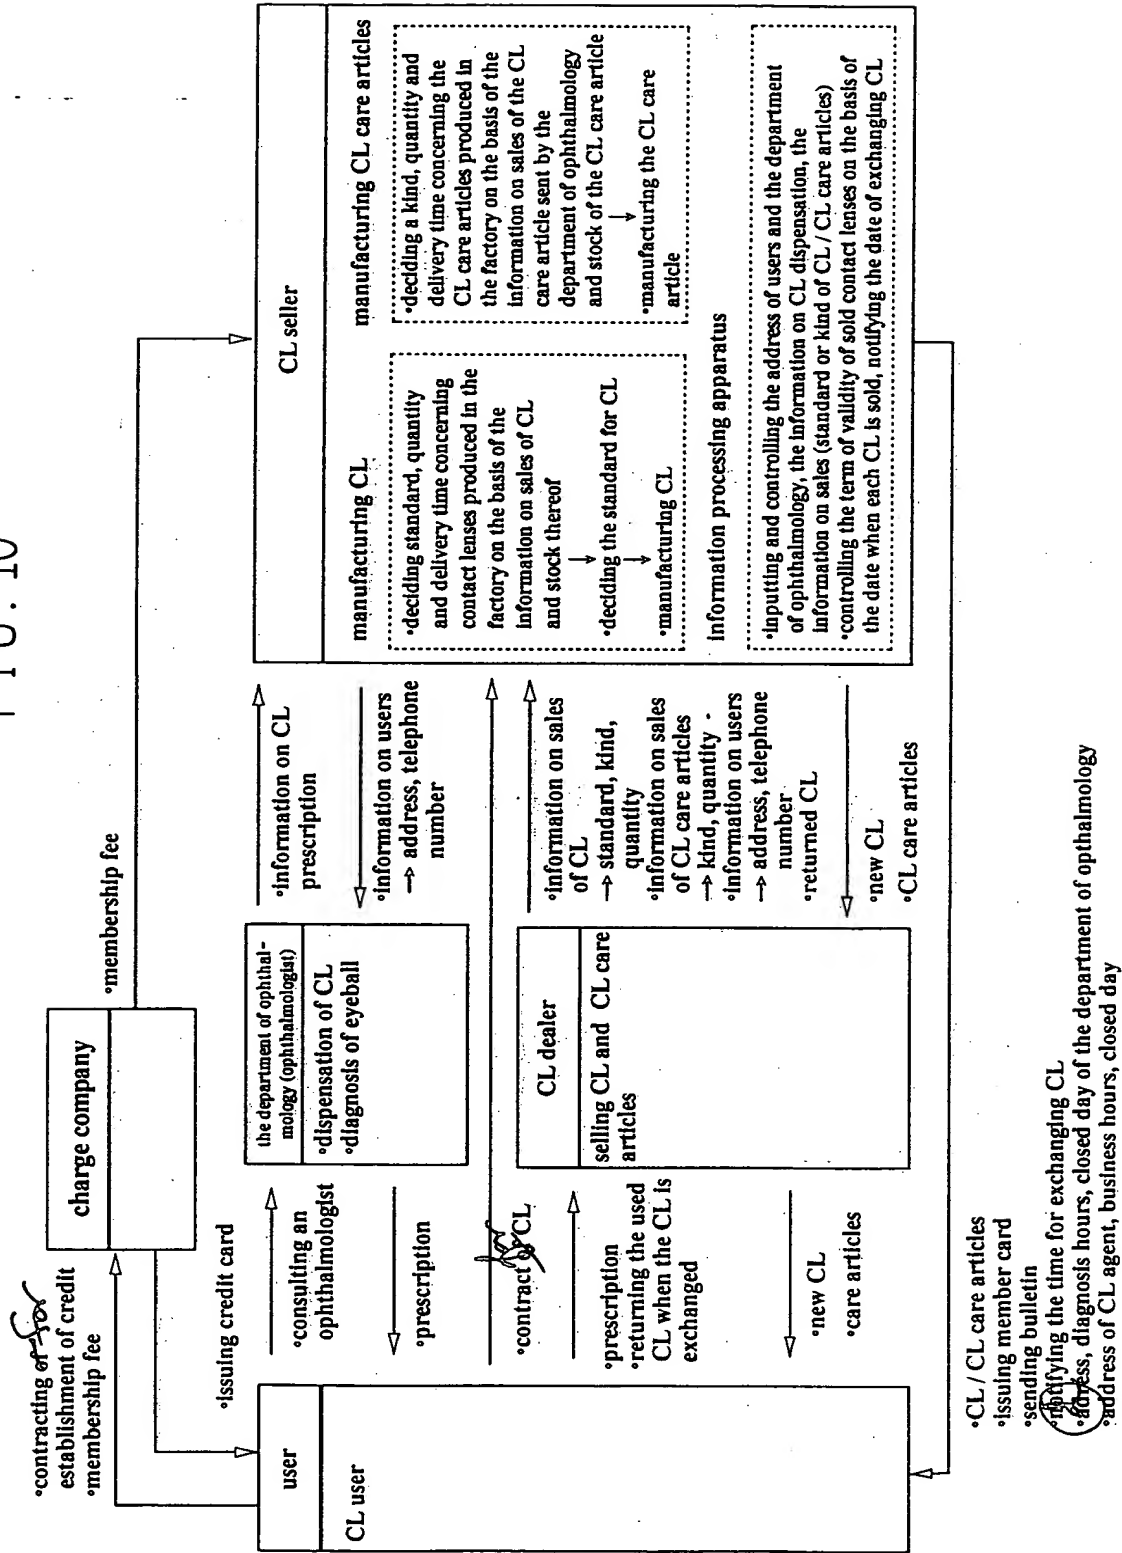 FIG. 10
•contracting of for
establishment of credit
•membership fee
charge company
•membership fee
•issuing credit card
user
CL user
•consulting an
ophthalmologist
•prescription
•contract of for CL
•prescription
•returning the used
CL when the CL is
exchanged
•new CL
•care articles
the department of ophthal-
mology (ophthalmologist)
•dispensation of CL
•diagnosis of eyeball
CL dealer
selling CL and CL care
articles
•information on CL
prescription
•information on users
→ address, telephone
number
•information on sales
of CL
→ standard, kind,
quantity
•information on sales
of CL care articles
→ kind, quantity -
•information on users
→ address, telephone
number
•returned CL
•new CL
•CL care articles
CL seller
manufacturing CL
•deciding standard, quantity
and delivery time concerning
contact lenses produced in the
factory on the basis of the
information on sales of CL
and stock thereof
•deciding the standard for CL
•manufacturing CL
manufacturing CL care articles
•deciding a kind, quantity and
delivery time concerning the
CL care articles produced in
the factory on the basis of the
information on sales of the CL
care article sent by the
department of ophthalmology
and stock of the CL care article
•manufacturing the CL care
article
information processing apparatus
•inputting and controlling the address of users and the department
of ophthalmology, the information on CL dispensation, the
information on sales (standard or kind of CL / CL care articles)
•controlling the term of validity of sold contact lenses on the basis of
the date when each CL is sold, notifying the date of exchanging CL
•CL / CL care articles
•issuing member card
•sending bulletin
•notifying the time for exchanging CL
•adress, diagnosis hours, closed day of the department of opthalmology
•address of CL agent, business hours, closed day